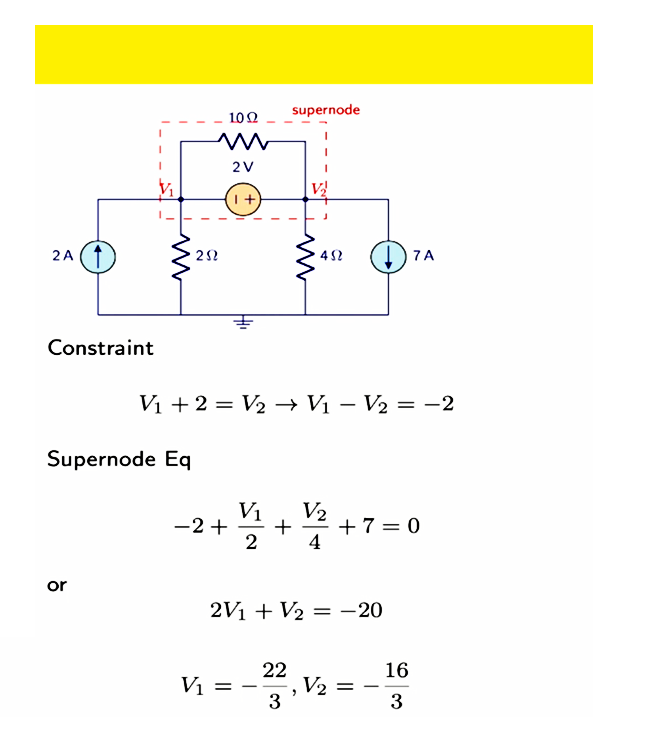 supernode
10 Ω
2 V
V₁
V₂
− +
2 A
2 Ω
4 Ω
7 A
Constraint
V₁ + 2 = V₂ → V₁ − V₂ = −2
Supernode Eq
−2 + V₁/2 + V₂/4 + 7 = 0
or
2V₁ + V₂ = −20
V₁ = −22/3, V₂ = −16/3